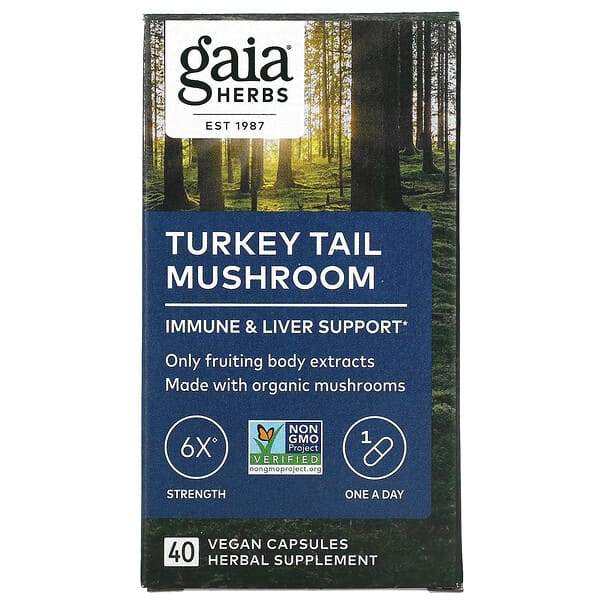 gaia®
HERBS
EST 1987
TURKEY TAIL
MUSHROOM
IMMUNE & LIVER SUPPORT*
Only fruiting body extracts
Made with organic mushrooms
6X°
STRENGTH
NON
GMO
Project
VERIFIED
nongmoproject.org
1
ONE A DAY
40 VEGAN CAPSULES
HERBAL SUPPLEMENT